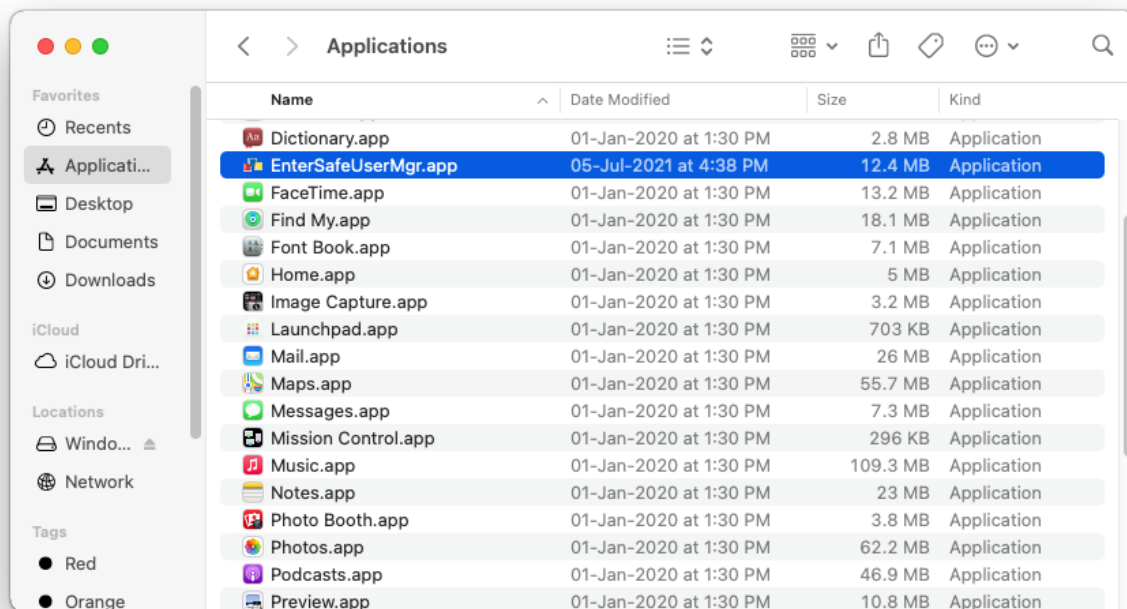 Applications
Favorites
Recents
Applicati...
Desktop
Documents
Downloads
iCloud
iCloud Dri...
Locations
Windo...
Network
Tags
Red
Orange
Name Date Modified Size Kind
Dictionary.app 01-Jan-2020 at 1:30 PM 2.8 MB Application
EnterSafeUserMgr.app 05-Jul-2021 at 4:38 PM 12.4 MB Application
FaceTime.app 01-Jan-2020 at 1:30 PM 13.2 MB Application
Find My.app 01-Jan-2020 at 1:30 PM 18.1 MB Application
Font Book.app 01-Jan-2020 at 1:30 PM 7.1 MB Application
Home.app 01-Jan-2020 at 1:30 PM 5 MB Application
Image Capture.app 01-Jan-2020 at 1:30 PM 3.2 MB Application
Launchpad.app 01-Jan-2020 at 1:30 PM 703 KB Application
Mail.app 01-Jan-2020 at 1:30 PM 26 MB Application
Maps.app 01-Jan-2020 at 1:30 PM 55.7 MB Application
Messages.app 01-Jan-2020 at 1:30 PM 7.3 MB Application
Mission Control.app 01-Jan-2020 at 1:30 PM 296 KB Application
Music.app 01-Jan-2020 at 1:30 PM 109.3 MB Application
Notes.app 01-Jan-2020 at 1:30 PM 23 MB Application
Photo Booth.app 01-Jan-2020 at 1:30 PM 3.8 MB Application
Photos.app 01-Jan-2020 at 1:30 PM 62.2 MB Application
Podcasts.app 01-Jan-2020 at 1:30 PM 46.9 MB Application
Preview.app 01-Jan-2020 at 1:30 PM 10.8 MB Application